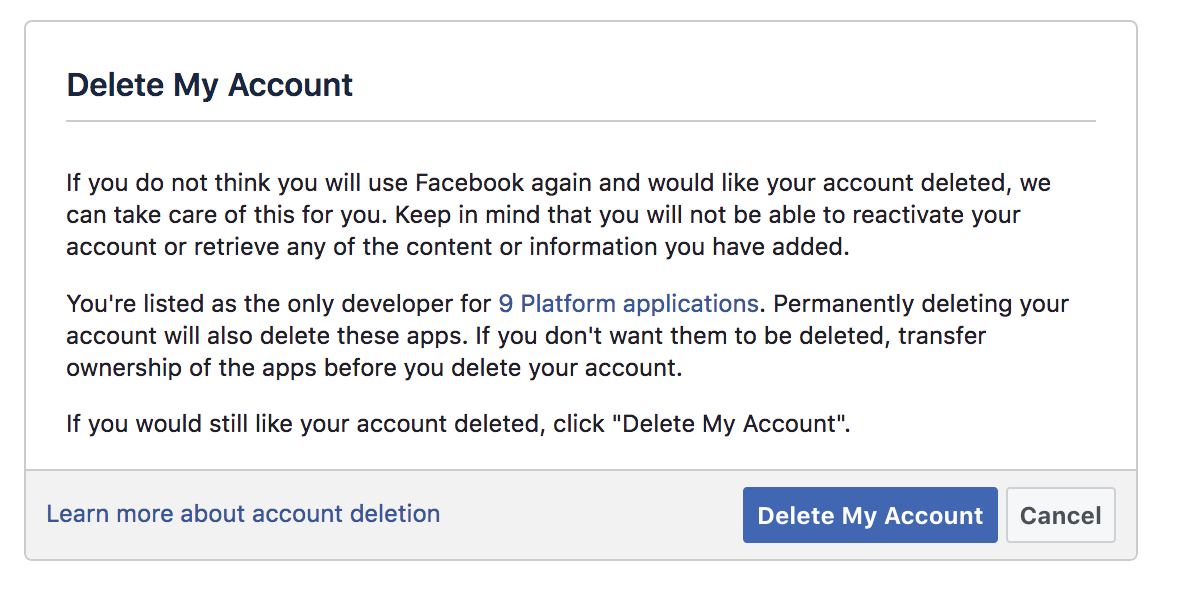 Delete My Account
If you do not think you will use Facebook again and would like your account deleted, we
can take care of this for you. Keep in mind that you will not be able to reactivate your
account or retrieve any of the content or information you have added.
You're listed as the only developer for 9 Platform applications. Permanently deleting your
account will also delete these apps. If you don't want them to be deleted, transfer
ownership of the apps before you delete your account.
If you would still like your account deleted, click "Delete My Account".
Learn more about account deletion
Delete My Account
Cancel